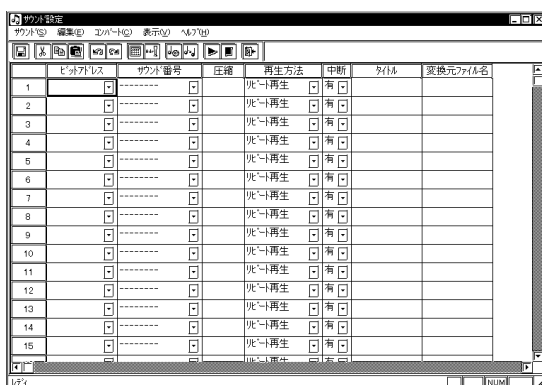 サウンド設定
サウンド(S) 編集(E) コンバート(C) 表示(V) ヘルプ(H)
ビットアドレス サウンド番号 圧縮 再生方法 中断 タイトル 変換元ファイル名
1 -------- リピート再生 有
2 -------- リピート再生 有
3 -------- リピート再生 有
4 -------- リピート再生 有
5 -------- リピート再生 有
6 -------- リピート再生 有
7 -------- リピート再生 有
8 -------- リピート再生 有
9 -------- リピート再生 有
10 -------- リピート再生 有
11 -------- リピート再生 有
12 -------- リピート再生 有
13 -------- リピート再生 有
14 -------- リピート再生 有
15 -------- リピート再生 有
リピート再生 有
レディ NUM